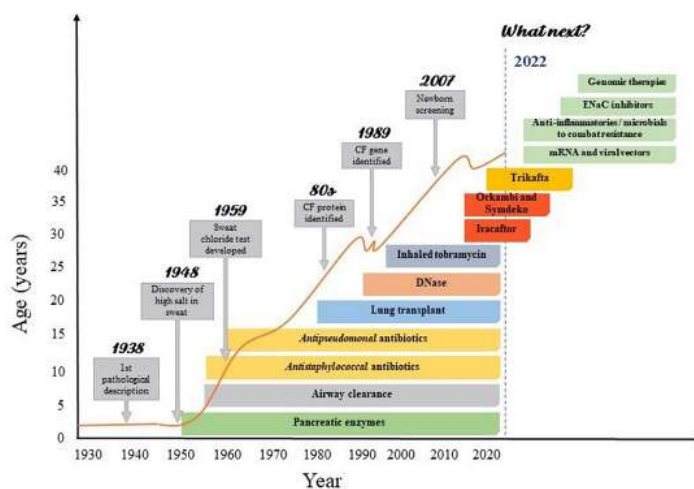 What next?
2022
2007
Newborn
screening
1989
CF gene
identified
80s
CF protein
identified
1959
Sweat
chloride test
developed
1948
Discovery of
high salt in
sweat
1938
1st
pathological
description
Genomic therapies
ENaC inhibitors
Anti-inflammatories/ microbials
to combat resistance
mRNA and viral vectors
Trikafta
Orkambi and
Symdeko
Ivacaftor
Inhaled tobramycin
DNase
Lung transplant
Antipseudomonal antibiotics
Antistaphylococcal antibiotics
Airway clearance
Pancreatic enzymes
Age (years)
40
35
30
25
20
15
10
5
0
1930 1940 1950 1960 1970 1980 1990 2000 2010 2020
Year